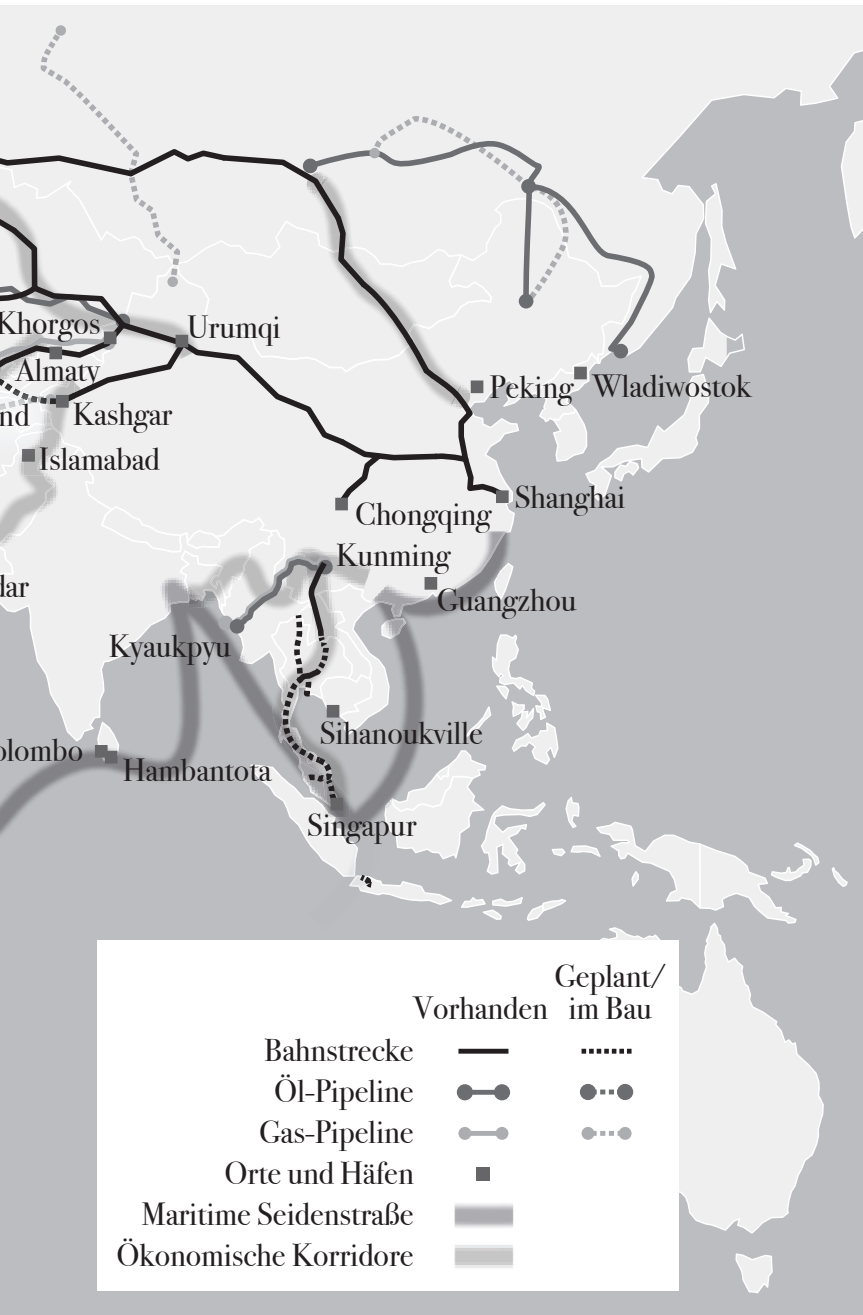 Khorgos
Urumqi
Almaty
Peking
Wladiwostok
nd
Kashgar
Islamabad
Shanghai
Chongqing
Kunming
dar
Guangzhou
Kyaukpyu
Sihanoukville
olombo
Hambantota
Singapur
Geplant/
Vorhanden im Bau
Bahnstrecke
Öl-Pipeline
Gas-Pipeline
Orte und Häfen
Maritime Seidenstraße
Ökonomische Korridore